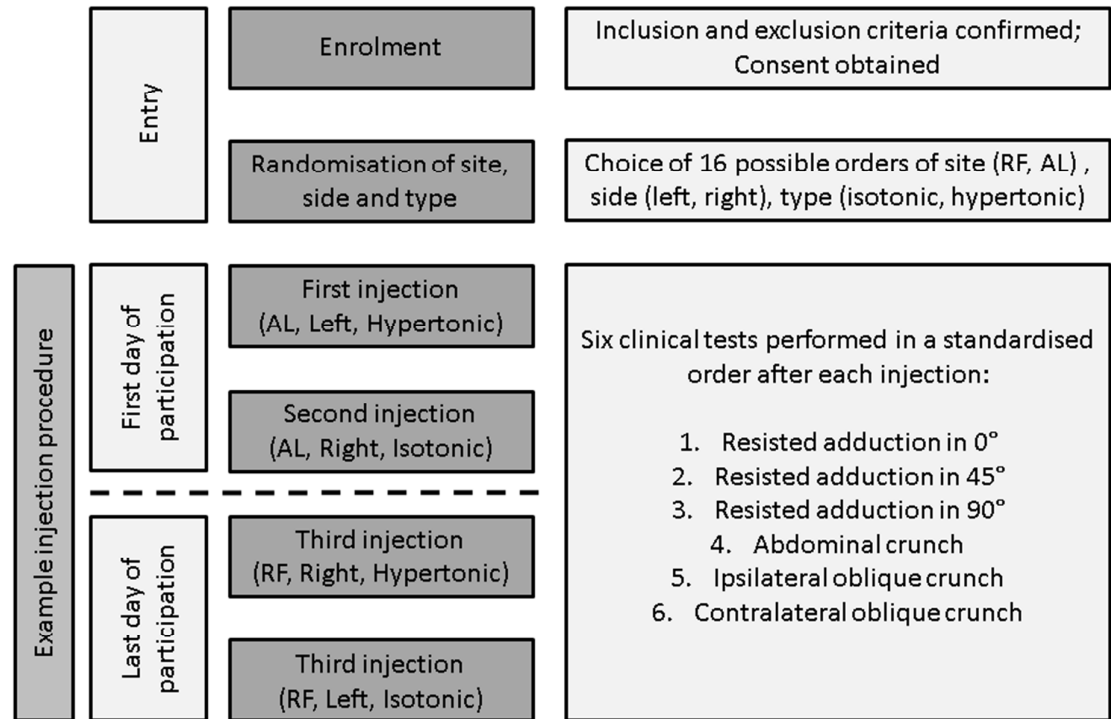 Entry
Enrolment
Inclusion and exclusion criteria confirmed;
Consent obtained
Randomisation of site,
side and type
Choice of 16 possible orders of site (RF, AL) ,
side (left, right), type (isotonic, hypertonic)
Example injection procedure
First day of
participation
First injection
(AL, Left, Hypertonic)
Second injection
(AL, Right, Isotonic)
Last day of
participation
Third injection
(RF, Right, Hypertonic)
Third injection
(RF, Left, Isotonic)
Six clinical tests performed in a standardised
order after each injection:
1. Resisted adduction in 0°
2. Resisted adduction in 45°
3. Resisted adduction in 90°
4. Abdominal crunch
5. Ipsilateral oblique crunch
6. Contralateral oblique crunch